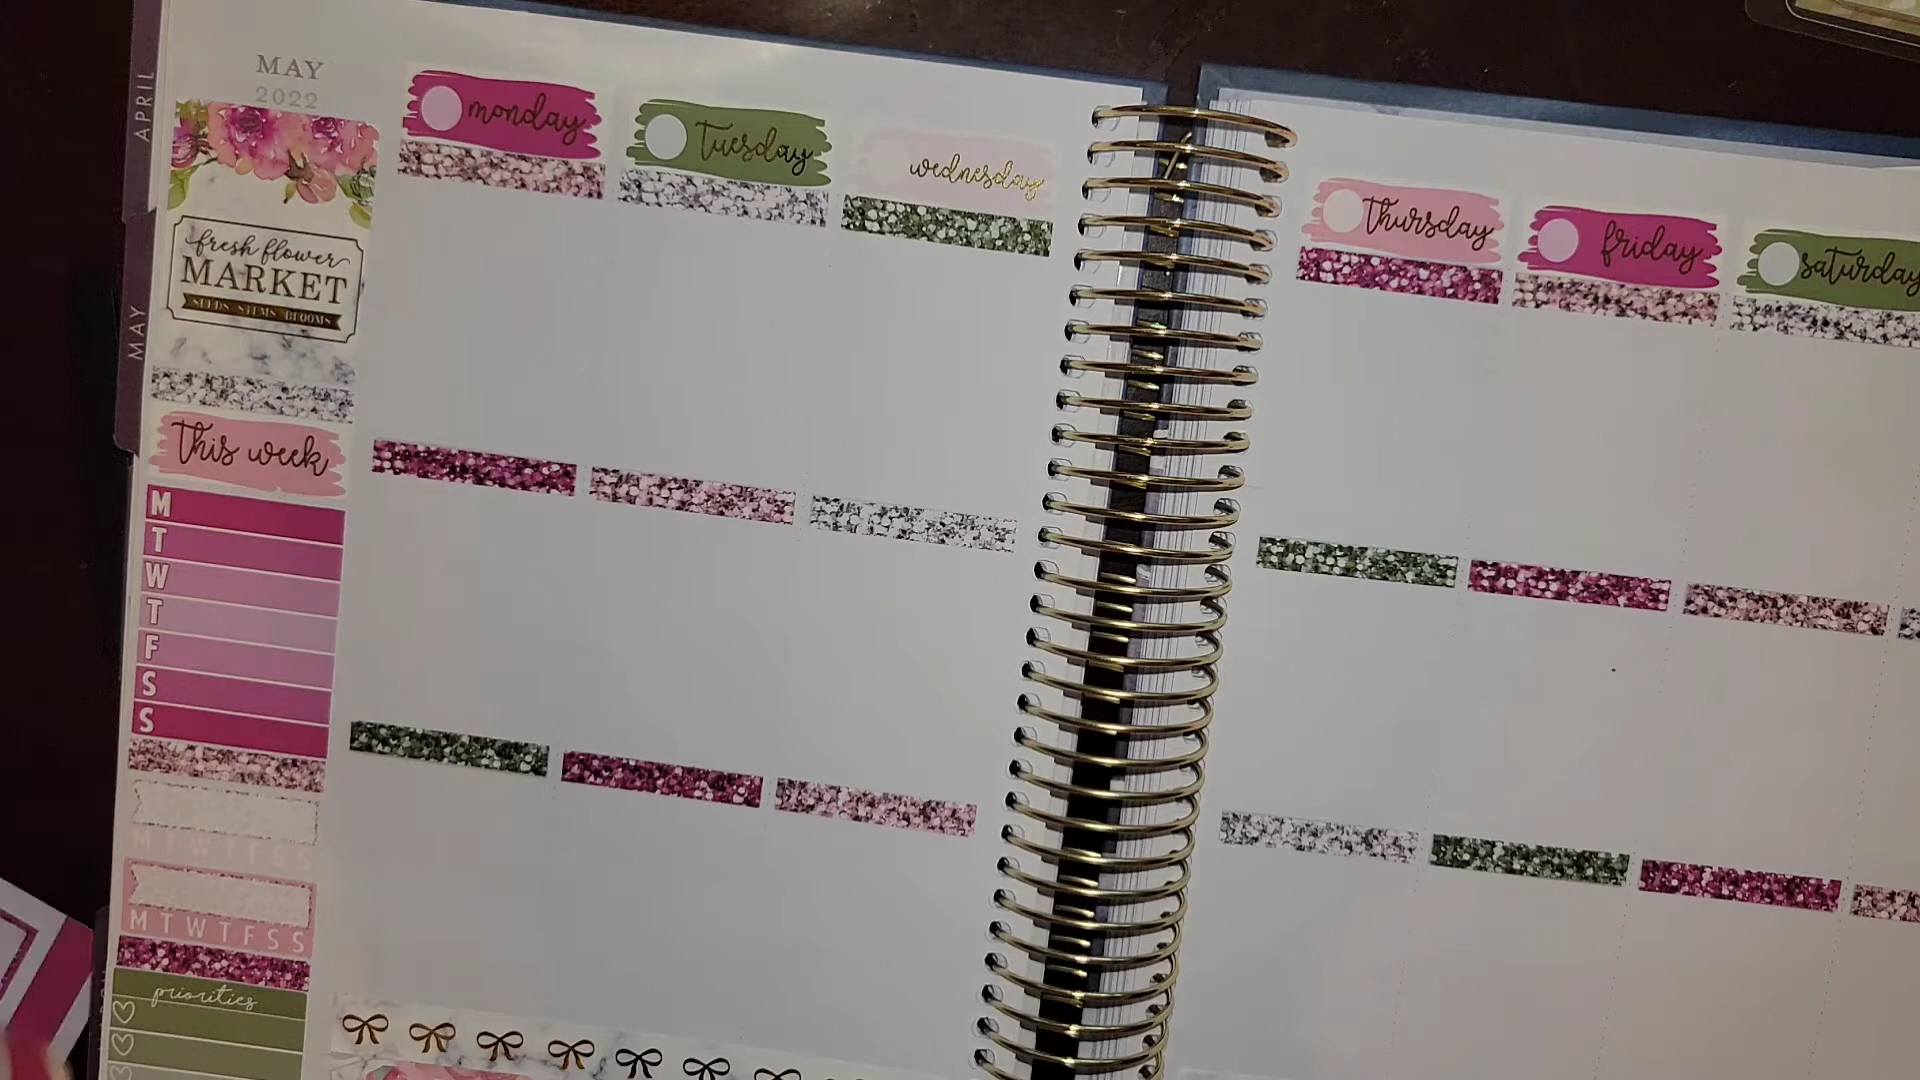 APRIL
MAY
MAY
2022
fresh flower
MARKET
SEEDS STEMS BLOOMS
This week
M
T
W
T
F
S
S
M T W T F S S
M T W T F S S
priorities
monday
Tuesday
wednesday
Thursday
friday
saturday